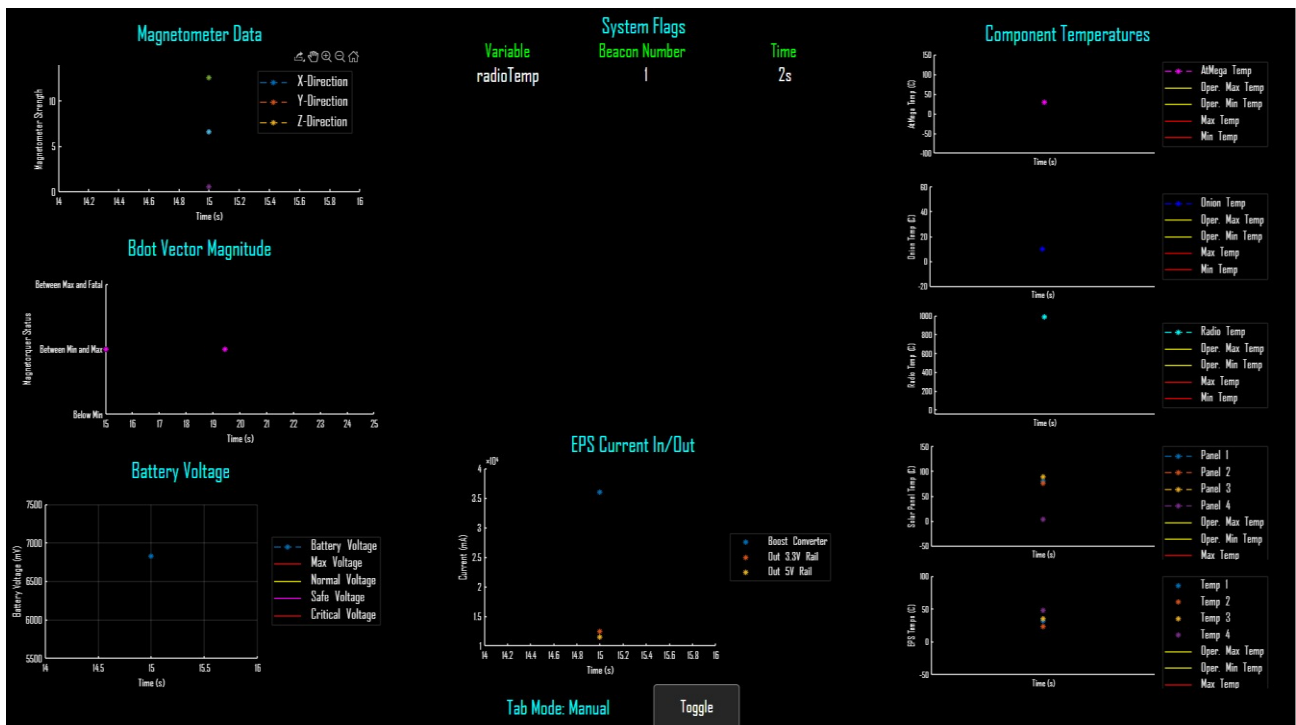 Magnetometer Data
Magnetometer Strength
10
5
0
14 14.2 14.4 14.6 14.8 15 15.2 15.4 15.6 15.8 16
Time (s)
X-Direction
Y-Direction
Z-Direction
Bdot Vector Magnitude
Magnetorquer Status
Between Max and Fatal
Between Min and Max
Below Min
15 16 17 18 19 20 21 22 23 24 25
Time (s)
Battery Voltage
Battery Voltage (mV)
7500
7000
6500
6000
5500
14 14.5 15 15.5 16
Time (s)
Battery Voltage
Max Voltage
Normal Voltage
Safe Voltage
Critical Voltage
System Flags
Variable Beacon Number Time
radioTemp 1 2s
EPS Current In/Out
×10⁴
Current (mA)
4
3.5
3
2.5
2
1.5
1
14 14.2 14.4 14.6 14.8 15 15.2 15.4 15.6 15.8 16
Time (s)
Boost Converter
Out 3.3V Rail
Out 5V Rail
Tab Mode: Manual
Toggle
Component Temperatures
AtMega Temp (C)
150
100
50
0
-50
-100
Time (s)
AtMega Temp
Oper. Max Temp
Oper. Min Temp
Max Temp
Min Temp
Onion Temp (C)
60
40
20
0
-20
Time (s)
Onion Temp
Oper. Max Temp
Oper. Min Temp
Max Temp
Min Temp
Radio Temp (C)
1000
800
600
400
200
0
Time (s)
Radio Temp
Oper. Max Temp
Oper. Min Temp
Max Temp
Min Temp
Solar Panel Temp (C)
150
100
50
0
-50
Time (s)
Panel 1
Panel 2
Panel 3
Panel 4
Oper. Max Temp
Oper. Min Temp
Max Temp
EPS Temps (C)
100
50
0
-50
Time (s)
Temp 1
Temp 2
Temp 3
Temp 4
Oper. Max Temp
Oper. Min Temp
Max Temp